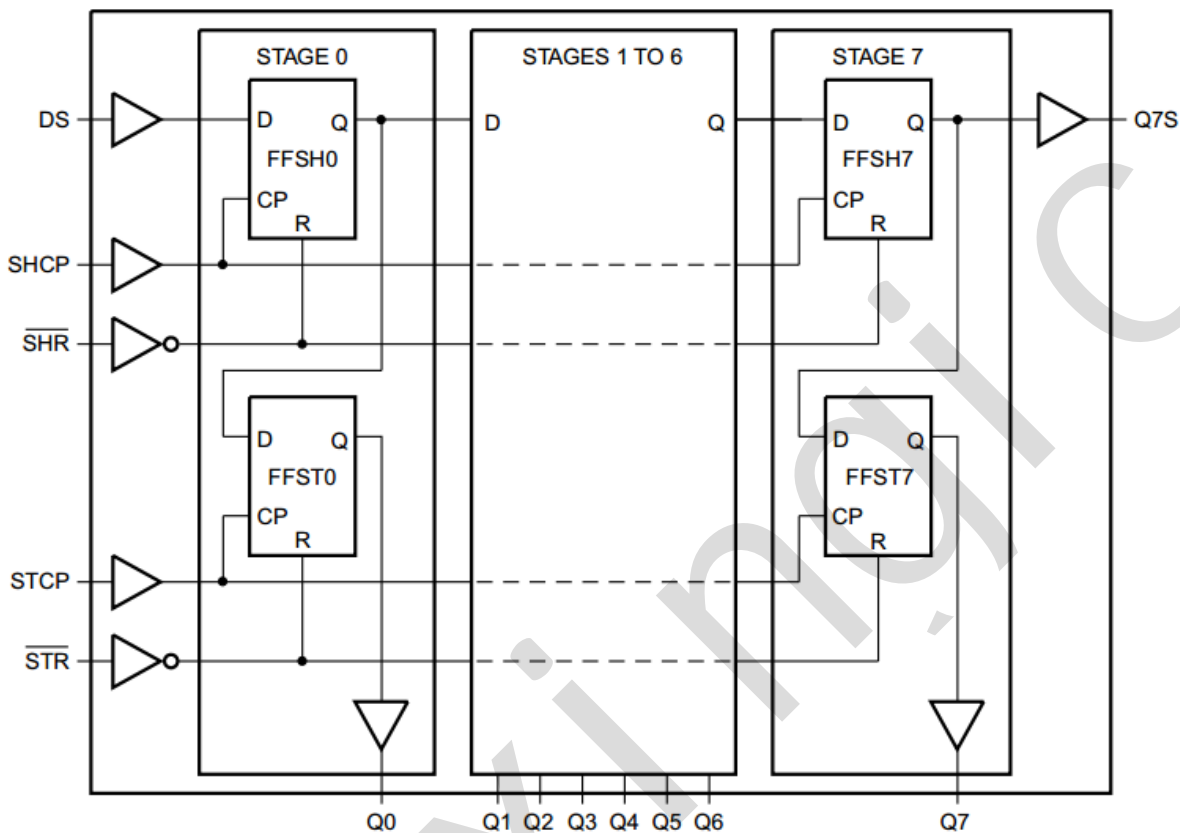 STAGE 0
STAGES 1 TO 6
STAGE 7
DS
D
Q
D
Q
D
Q
Q7S
FFSH0
FFSH7
CP
R
CP
R
SHCP
SHR
D
Q
D
Q
FFST0
FFST7
CP
R
CP
R
STCP
STR
Q0
Q1
Q2
Q3
Q4
Q5
Q6
Q7